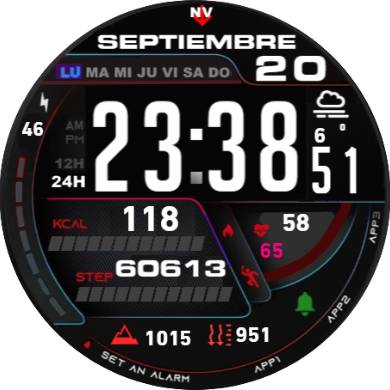 NV
SEPTIEMBRE
LU MA MI JU VI SA DO 20
46
AM
PM
12H
24H
23:38
6 °
51
KCAL 118
58
65
STEP 60613
APP3
APP2
APP1
1015 951
SET AN ALARM